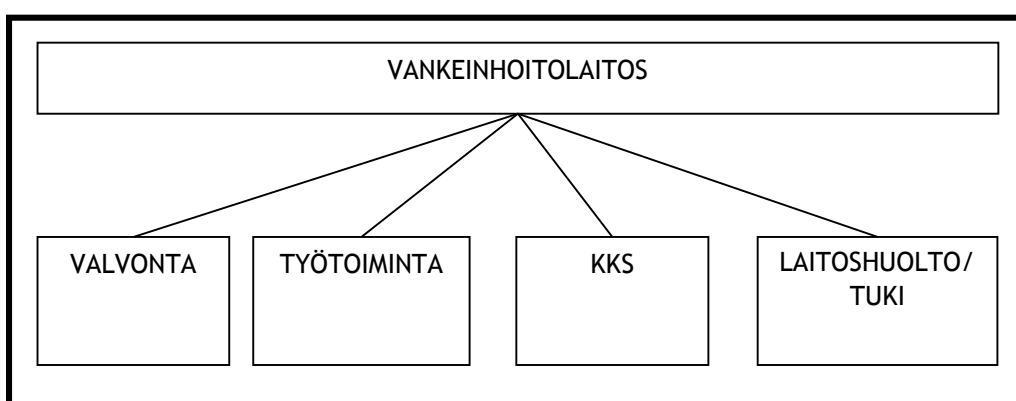 VANKEINHOITOLAITOS
VALVONTA
TYÖTOIMINTA
KKS
LAITOSHUOLTO/
TUKI